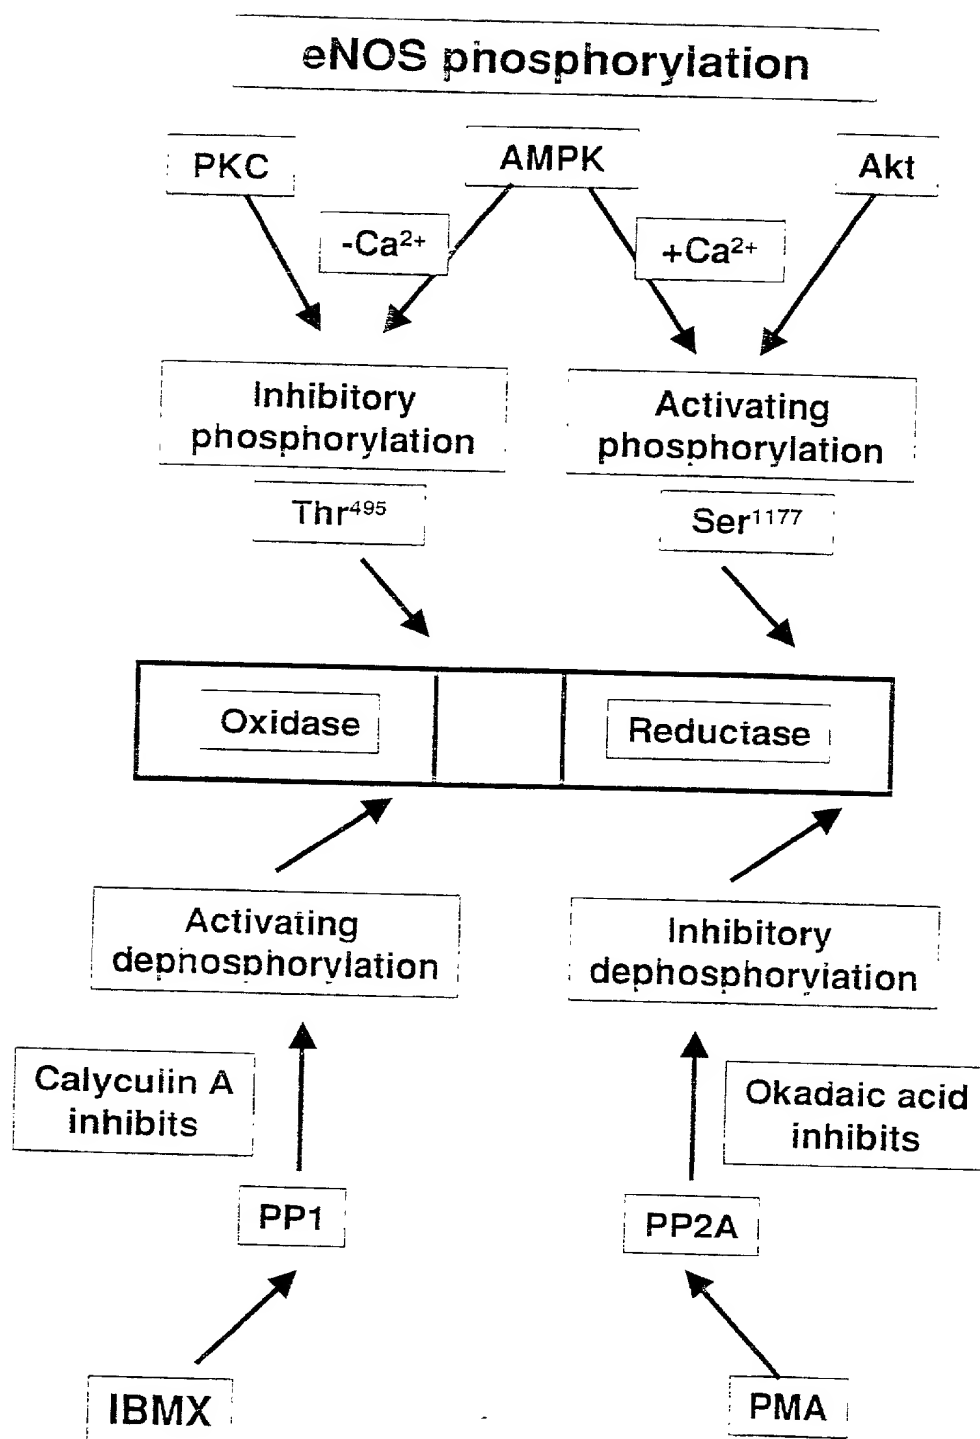 eNOS phosphorylation
PKC
AMPK
Akt
-Ca²⁺
+Ca²⁺
Inhibitory
phosphorylation
Activating
phosphorylation
Thr⁴⁹⁵
Ser¹¹⁷⁷
Oxidase
Reductase
Activating
dephosphorylation
Inhibitory
dephosphorylation
Calyculin A
inhibits
Okadaic acid
inhibits
PP1
PP2A
IBMX
PMA